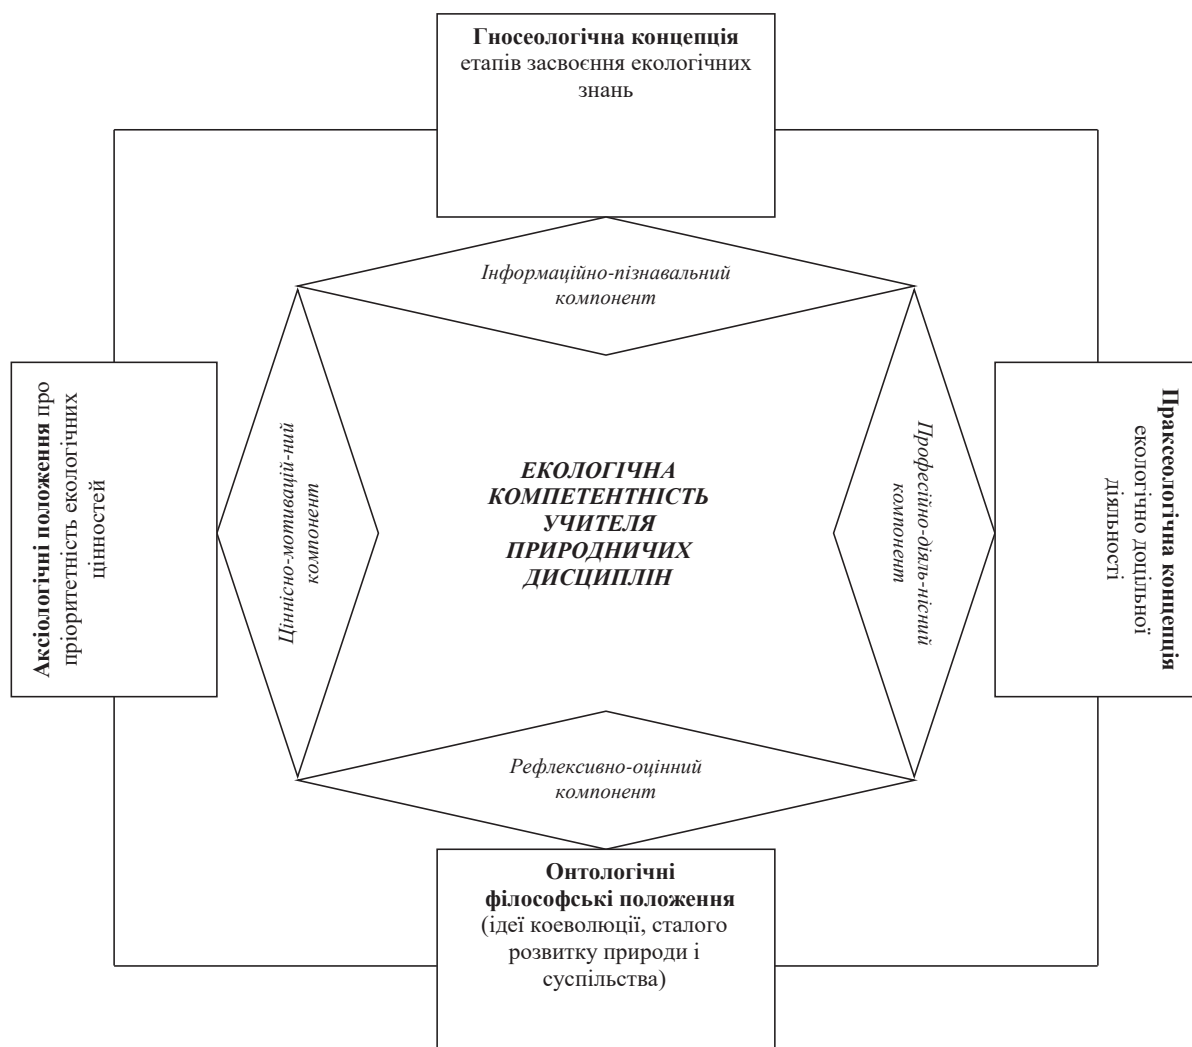 Гносеологічна концепція
етапів засвоєння екологічних
знань
Інформаційно-пізнавальний
компонент
Аксіологічні положення про
пріоритетність екологічних
цінностей
Ціннісно-мотивацій-ний
компонент
ЕКОЛОГІЧНА
КОМПЕТЕНТНІСТЬ
УЧИТЕЛЯ
ПРИРОДНИЧИХ
ДИСЦИПЛІН
Професійно-діяль-нісний
компонент
Праксеологічна концепція
екологічно доцільної
діяльності
Рефлексивно-оцінний
компонент
Онтологічні
філософські положення
(ідеї коеволюції, сталого
розвитку природи і
суспільства)